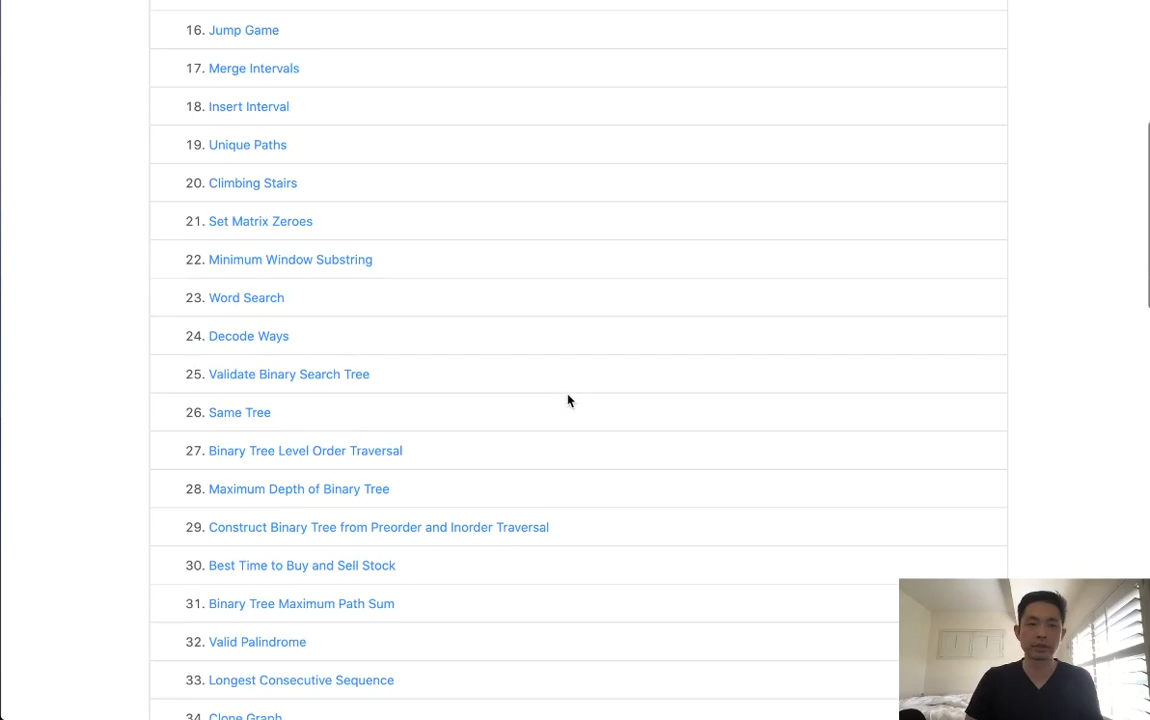 16. Jump Game
17. Merge Intervals
18. Insert Interval
19. Unique Paths
20. Climbing Stairs
21. Set Matrix Zeroes
22. Minimum Window Substring
23. Word Search
24. Decode Ways
25. Validate Binary Search Tree
26. Same Tree
27. Binary Tree Level Order Traversal
28. Maximum Depth of Binary Tree
29. Construct Binary Tree from Preorder and Inorder Traversal
30. Best Time to Buy and Sell Stock
31. Binary Tree Maximum Path Sum
32. Valid Palindrome
33. Longest Consecutive Sequence
34. Clone Graph